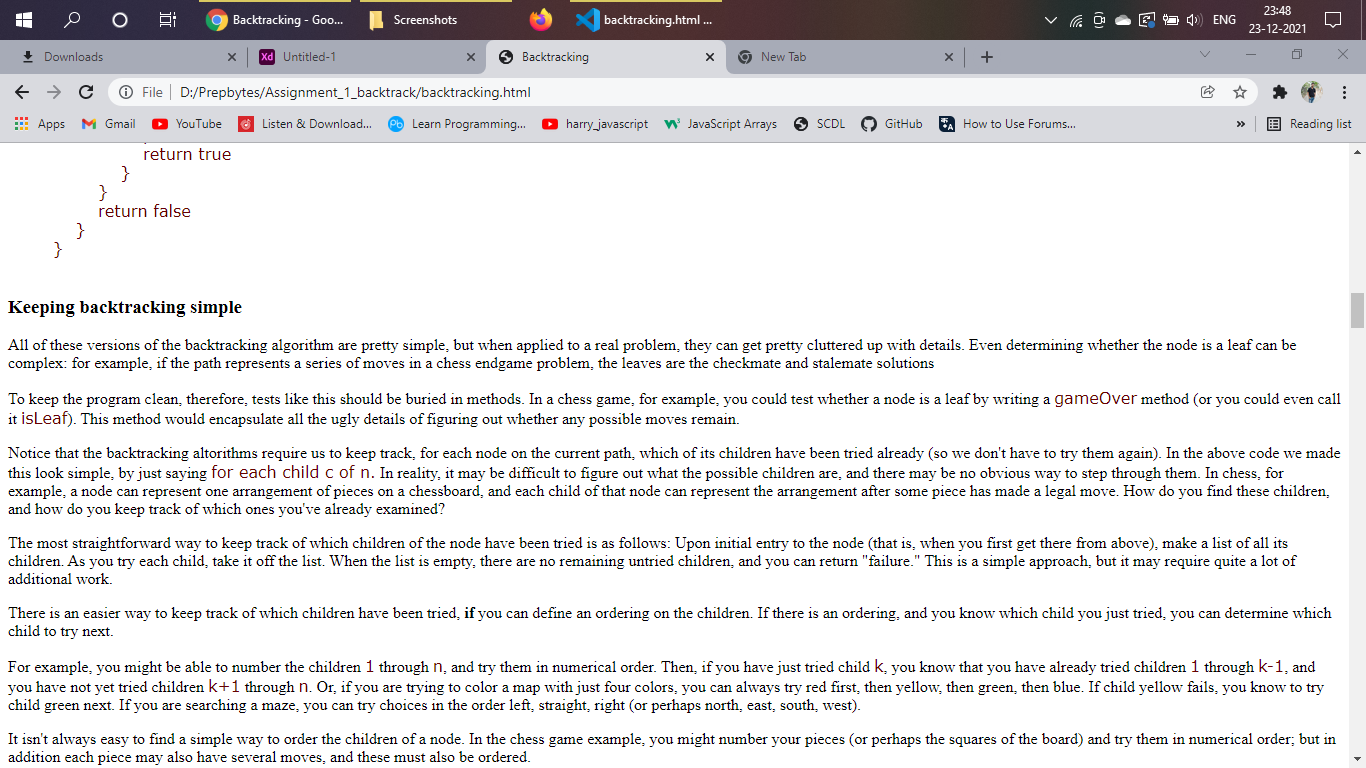 Backtracking - Goo...
Screenshots
backtracking.html ...
ENG
23:48
23-12-2021
Downloads
Xd Untitled-1
Backtracking
New Tab
File | D:/Prepbytes/Assignment_1_backtrack/backtracking.html
Apps
Gmail
YouTube
Listen & Download...
Pb Learn Programming...
harry_javascript
JavaScript Arrays
SCDL
GitHub
How to Use Forums...
»
Reading list
return true
}
}
return false
}
}
Keeping backtracking simple
All of these versions of the backtracking algorithm are pretty simple, but when applied to a real problem, they can get pretty cluttered up with details. Even determining whether the node is a leaf can be
complex: for example, if the path represents a series of moves in a chess endgame problem, the leaves are the checkmate and stalemate solutions
To keep the program clean, therefore, tests like this should be buried in methods. In a chess game, for example, you could test whether a node is a leaf by writing a gameOver method (or you could even call
it isLeaf). This method would encapsulate all the ugly details of figuring out whether any possible moves remain.
Notice that the backtracking altorithms require us to keep track, for each node on the current path, which of its children have been tried already (so we don't have to try them again). In the above code we made
this look simple, by just saying for each child c of n. In reality, it may be difficult to figure out what the possible children are, and there may be no obvious way to step through them. In chess, for
example, a node can represent one arrangement of pieces on a chessboard, and each child of that node can represent the arrangement after some piece has made a legal move. How do you find these children,
and how do you keep track of which ones you've already examined?
The most straightforward way to keep track of which children of the node have been tried is as follows: Upon initial entry to the node (that is, when you first get there from above), make a list of all its
children. As you try each child, take it off the list. When the list is empty, there are no remaining untried children, and you can return "failure." This is a simple approach, but it may require quite a lot of
additional work.
There is an easier way to keep track of which children have been tried, if you can define an ordering on the children. If there is an ordering, and you know which child you just tried, you can determine which
child to try next.
For example, you might be able to number the children 1 through n, and try them in numerical order. Then, if you have just tried child k, you know that you have already tried children 1 through k-1, and
you have not yet tried children k+1 through n. Or, if you are trying to color a map with just four colors, you can always try red first, then yellow, then green, then blue. If child yellow fails, you know to try
child green next. If you are searching a maze, you can try choices in the order left, straight, right (or perhaps north, east, south, west).
It isn't always easy to find a simple way to order the children of a node. In the chess game example, you might number your pieces (or perhaps the squares of the board) and try them in numerical order; but in
addition each piece may also have several moves, and these must also be ordered.